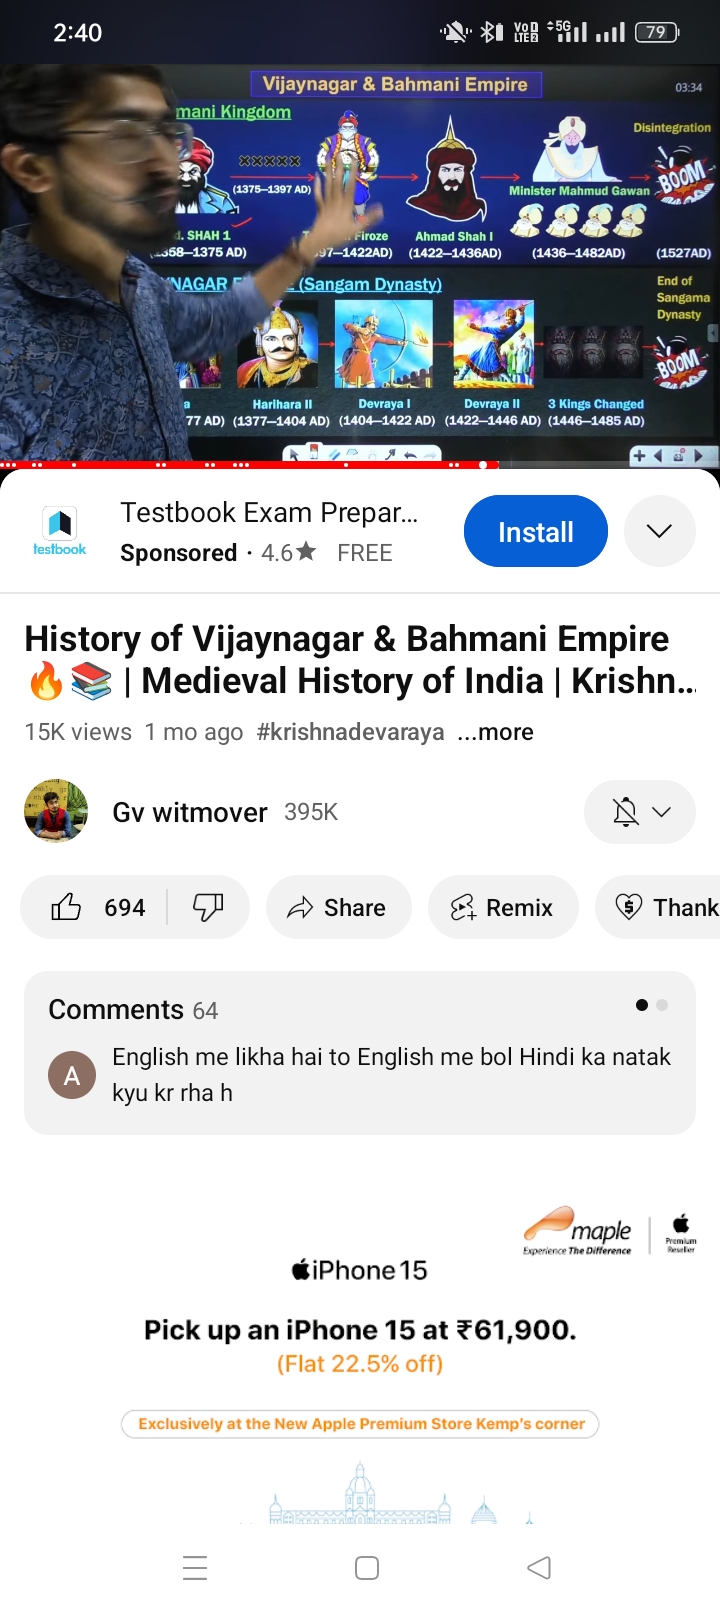 2:40
VoD LTE2
5G
79
Vijaynagar & Bahmani Empire
03:34
mani Kingdom
Disintegration
xxxxx
(1375–1397 AD)
BOOM
Minister Mahmud Gawan
d. SHAH 1
Firoze
Ahmad Shah I
358–1375 AD)
97–1422AD)
(1422–1436AD)
(1436–1482AD)
(1527AD)
NAGAR
(Sangam Dynasty)
End of
Sangama
Dynasty
BOOM
a
Harihara II
Devraya I
Devraya II
3 Kings Changed
77 AD)
(1377–1404 AD)
(1404–1422 AD)
(1422–1446 AD)
(1446–1485 AD)
testbook
Testbook Exam Prepar...
Sponsored · 4.6★ FREE
Install
History of Vijaynagar & Bahmani Empire
🔥📚 | Medieval History of India | Krishn...
15K views 1 mo ago #krishnadevaraya ...more
Gv witmover 395K
694
Share
Remix
Thank
Comments 64
A
English me likha hai to English me bol Hindi ka natak
kyu kr rha h
maple
Experience The Difference
Premium
Reseller
iPhone 15
Pick up an iPhone 15 at ₹61,900.
(Flat 22.5% off)
Exclusively at the New Apple Premium Store Kemp's corner